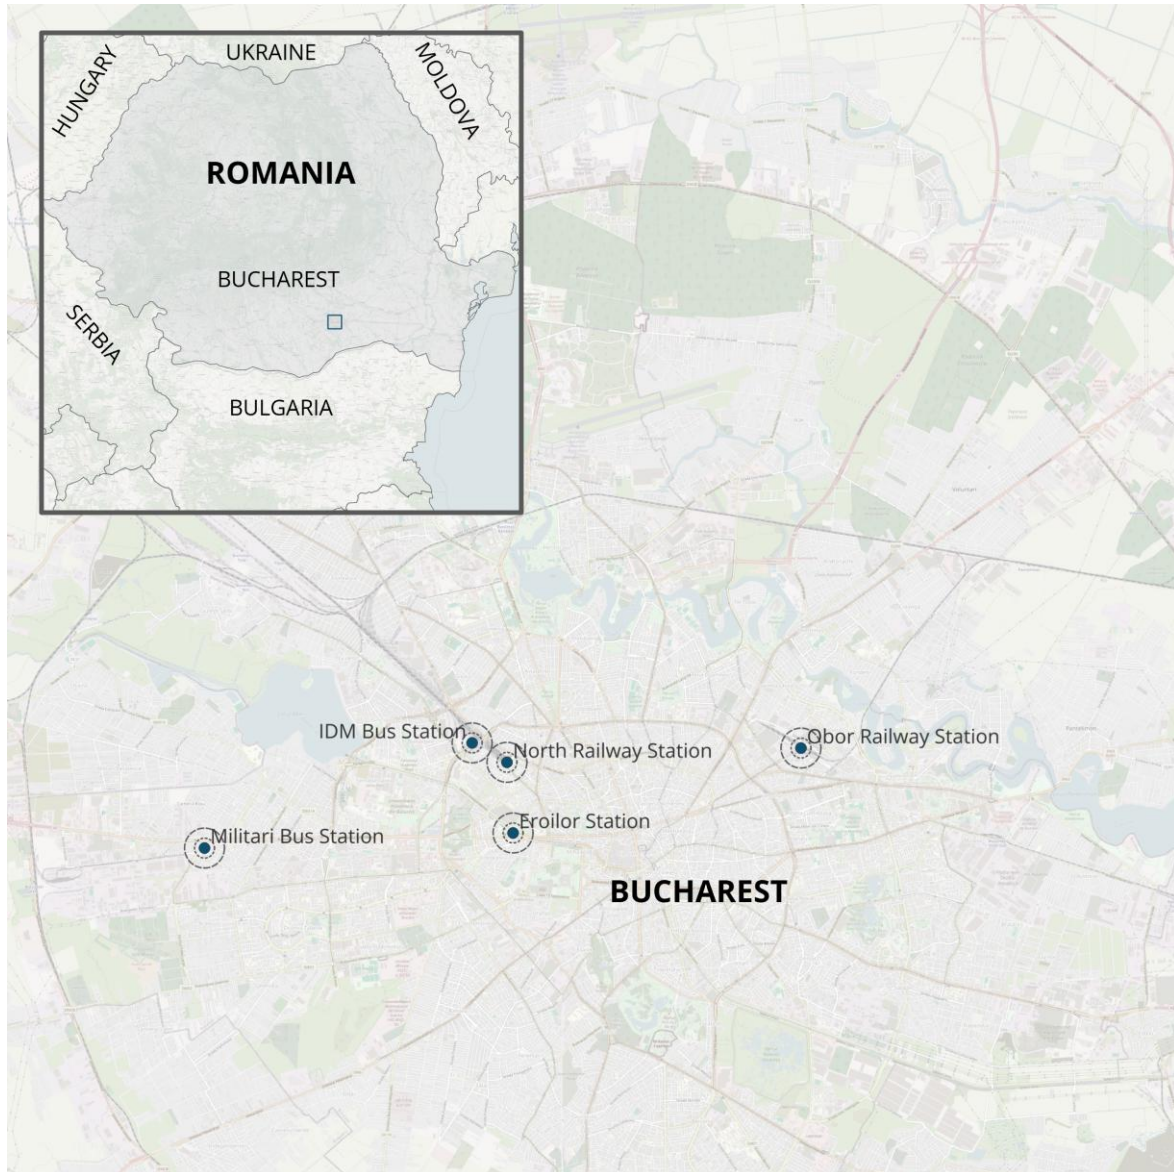 UKRAINE
HUNGARY
MOLDOVA
ROMANIA
BUCHAREST
SERBIA
BULGARIA
IDM Bus Station
North Railway Station
Obor Railway Station
Eroilor Station
Militari Bus Station
BUCHAREST